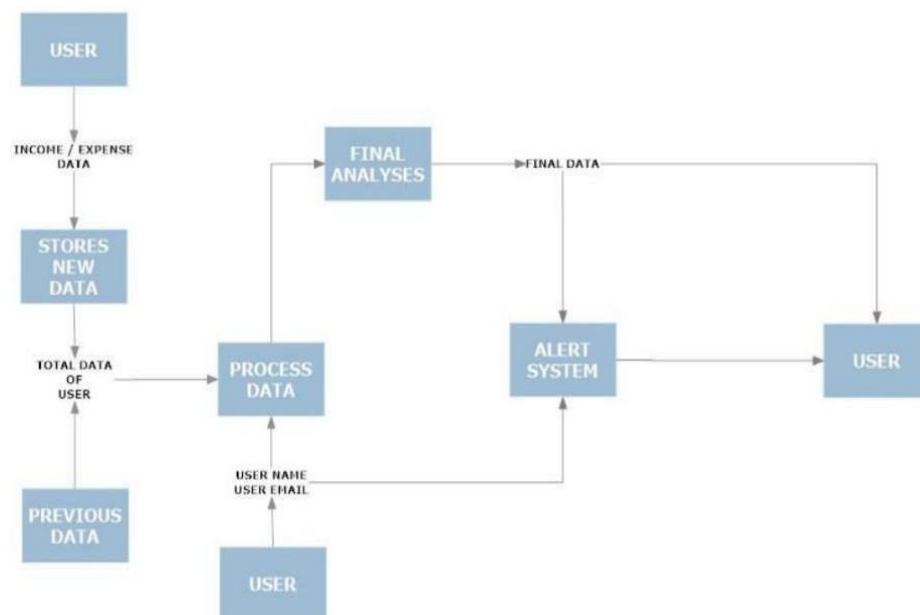 USER
INCOME / EXPENSE
DATA
STORES
NEW
DATA
TOTAL DATA
OF
USER
PREVIOUS
DATA
PROCESS
DATA
USER NAME
USER EMAIL
USER
FINAL
ANALYSES
FINAL DATA
ALERT
SYSTEM
USER